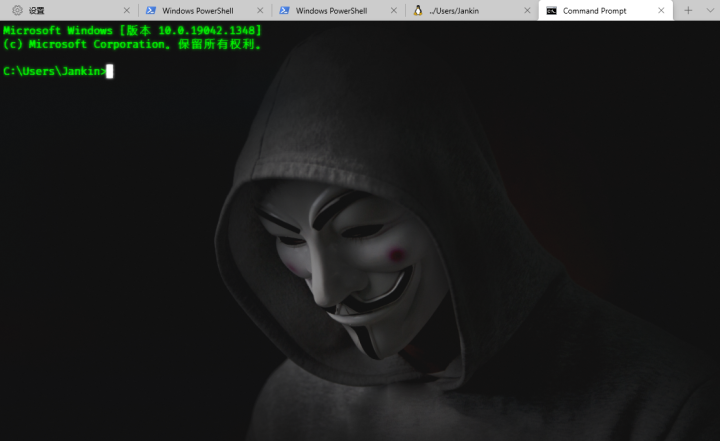 设置
Windows PowerShell
Windows PowerShell
../Users/Jankin
Command Prompt
Microsoft Windows [版本 10.0.19042.1348]
(c) Microsoft Corporation。保留所有权利。
C:\Users\Jankin>